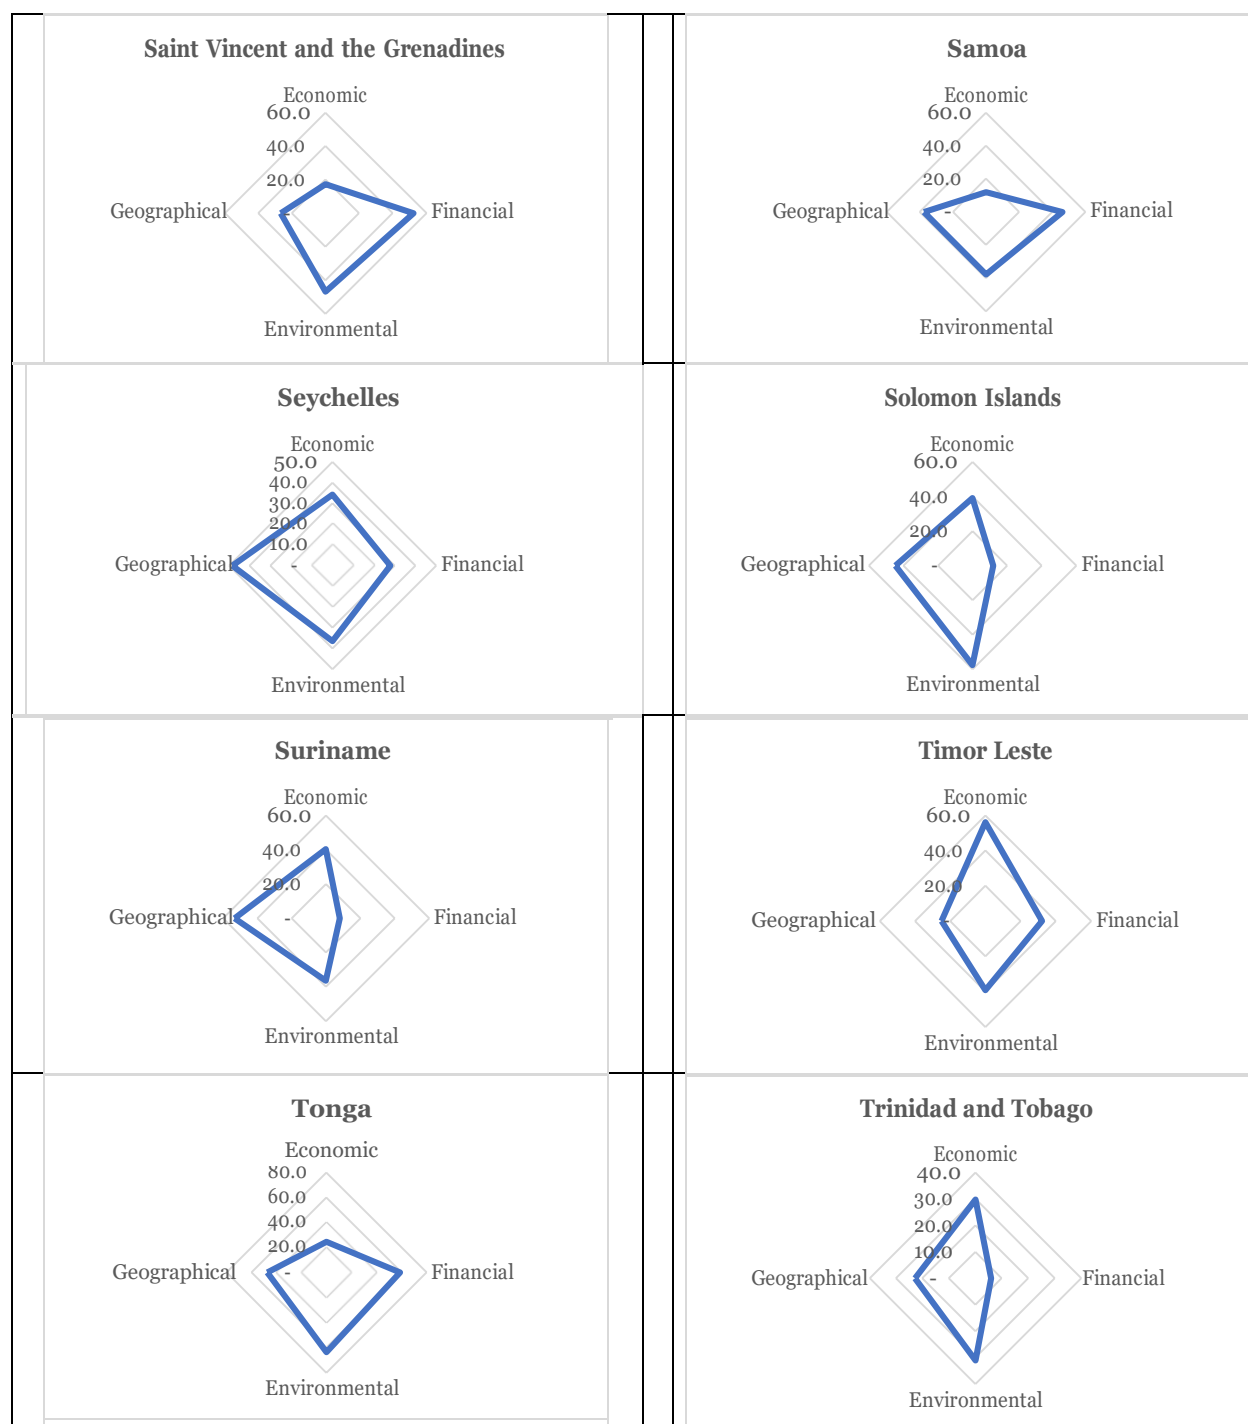 Saint Vincent and the Grenadines
Economic
60.0
40.0
20.0
-
Geographical
Financial
Environmental
Samoa
Economic
60.0
40.0
20.0
-
Geographical
Financial
Environmental
Seychelles
Economic
50.0
40.0
30.0
20.0
10.0
-
Geographical
Financial
Environmental
Solomon Islands
Economic
60.0
40.0
20.0
-
Geographical
Financial
Environmental
Suriname
Economic
60.0
40.0
20.0
-
Geographical
Financial
Environmental
Timor Leste
Economic
60.0
40.0
20.0
-
Geographical
Financial
Environmental
Tonga
Economic
80.0
60.0
40.0
20.0
-
Geographical
Financial
Environmental
Trinidad and Tobago
Economic
40.0
30.0
20.0
10.0
-
Geographical
Financial
Environmental